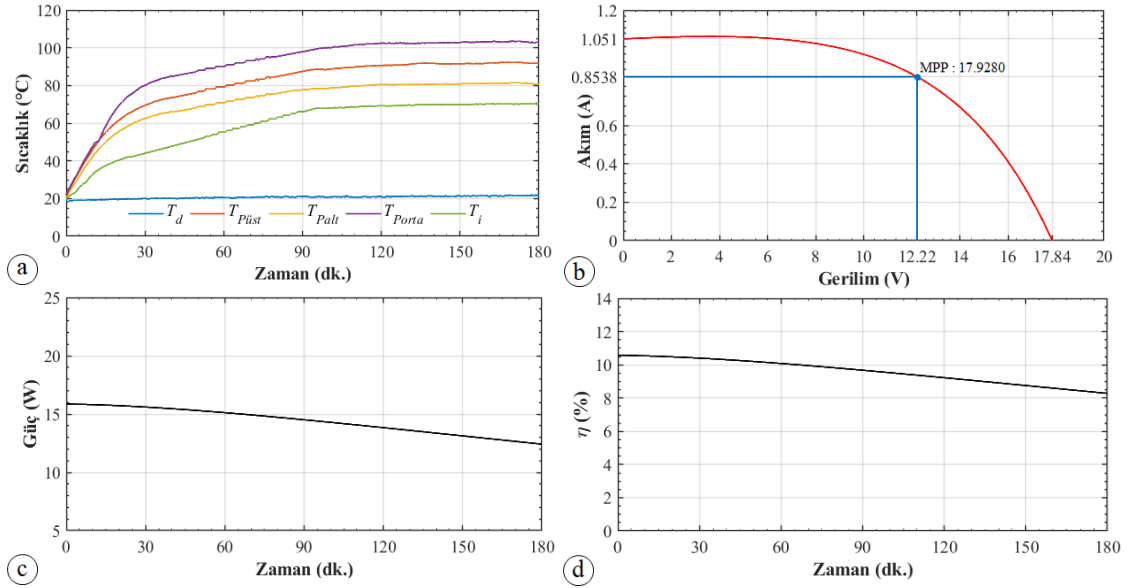 120
100
80
60
40
20
0
Sıcaklık (°C)
T_d T_Püst T_Palt T_Porta T_i
0 30 60 90 120 150 180
Zaman (dk.)
a
1.2
1.051
0.8538
0.6
0.4
0.2
0
Akım (A)
MPP : 17.9280
0 2 4 6 8 10 12.22 14 16 17.84 20
Gerilim (V)
b
25
20
15
10
5
Güç (W)
0 30 60 90 120 150 180
Zaman (dk.)
c
14
12
10
8
6
4
2
0
η (%)
0 30 60 90 120 150 180
Zaman (dk.)
d